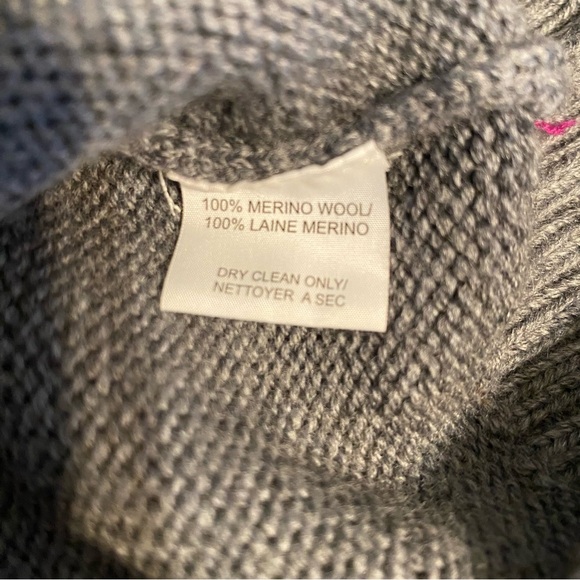 100% MERINO WOOL/
100% LAINE MERINO
DRY CLEAN ONLY/
NETTOYER A SEC